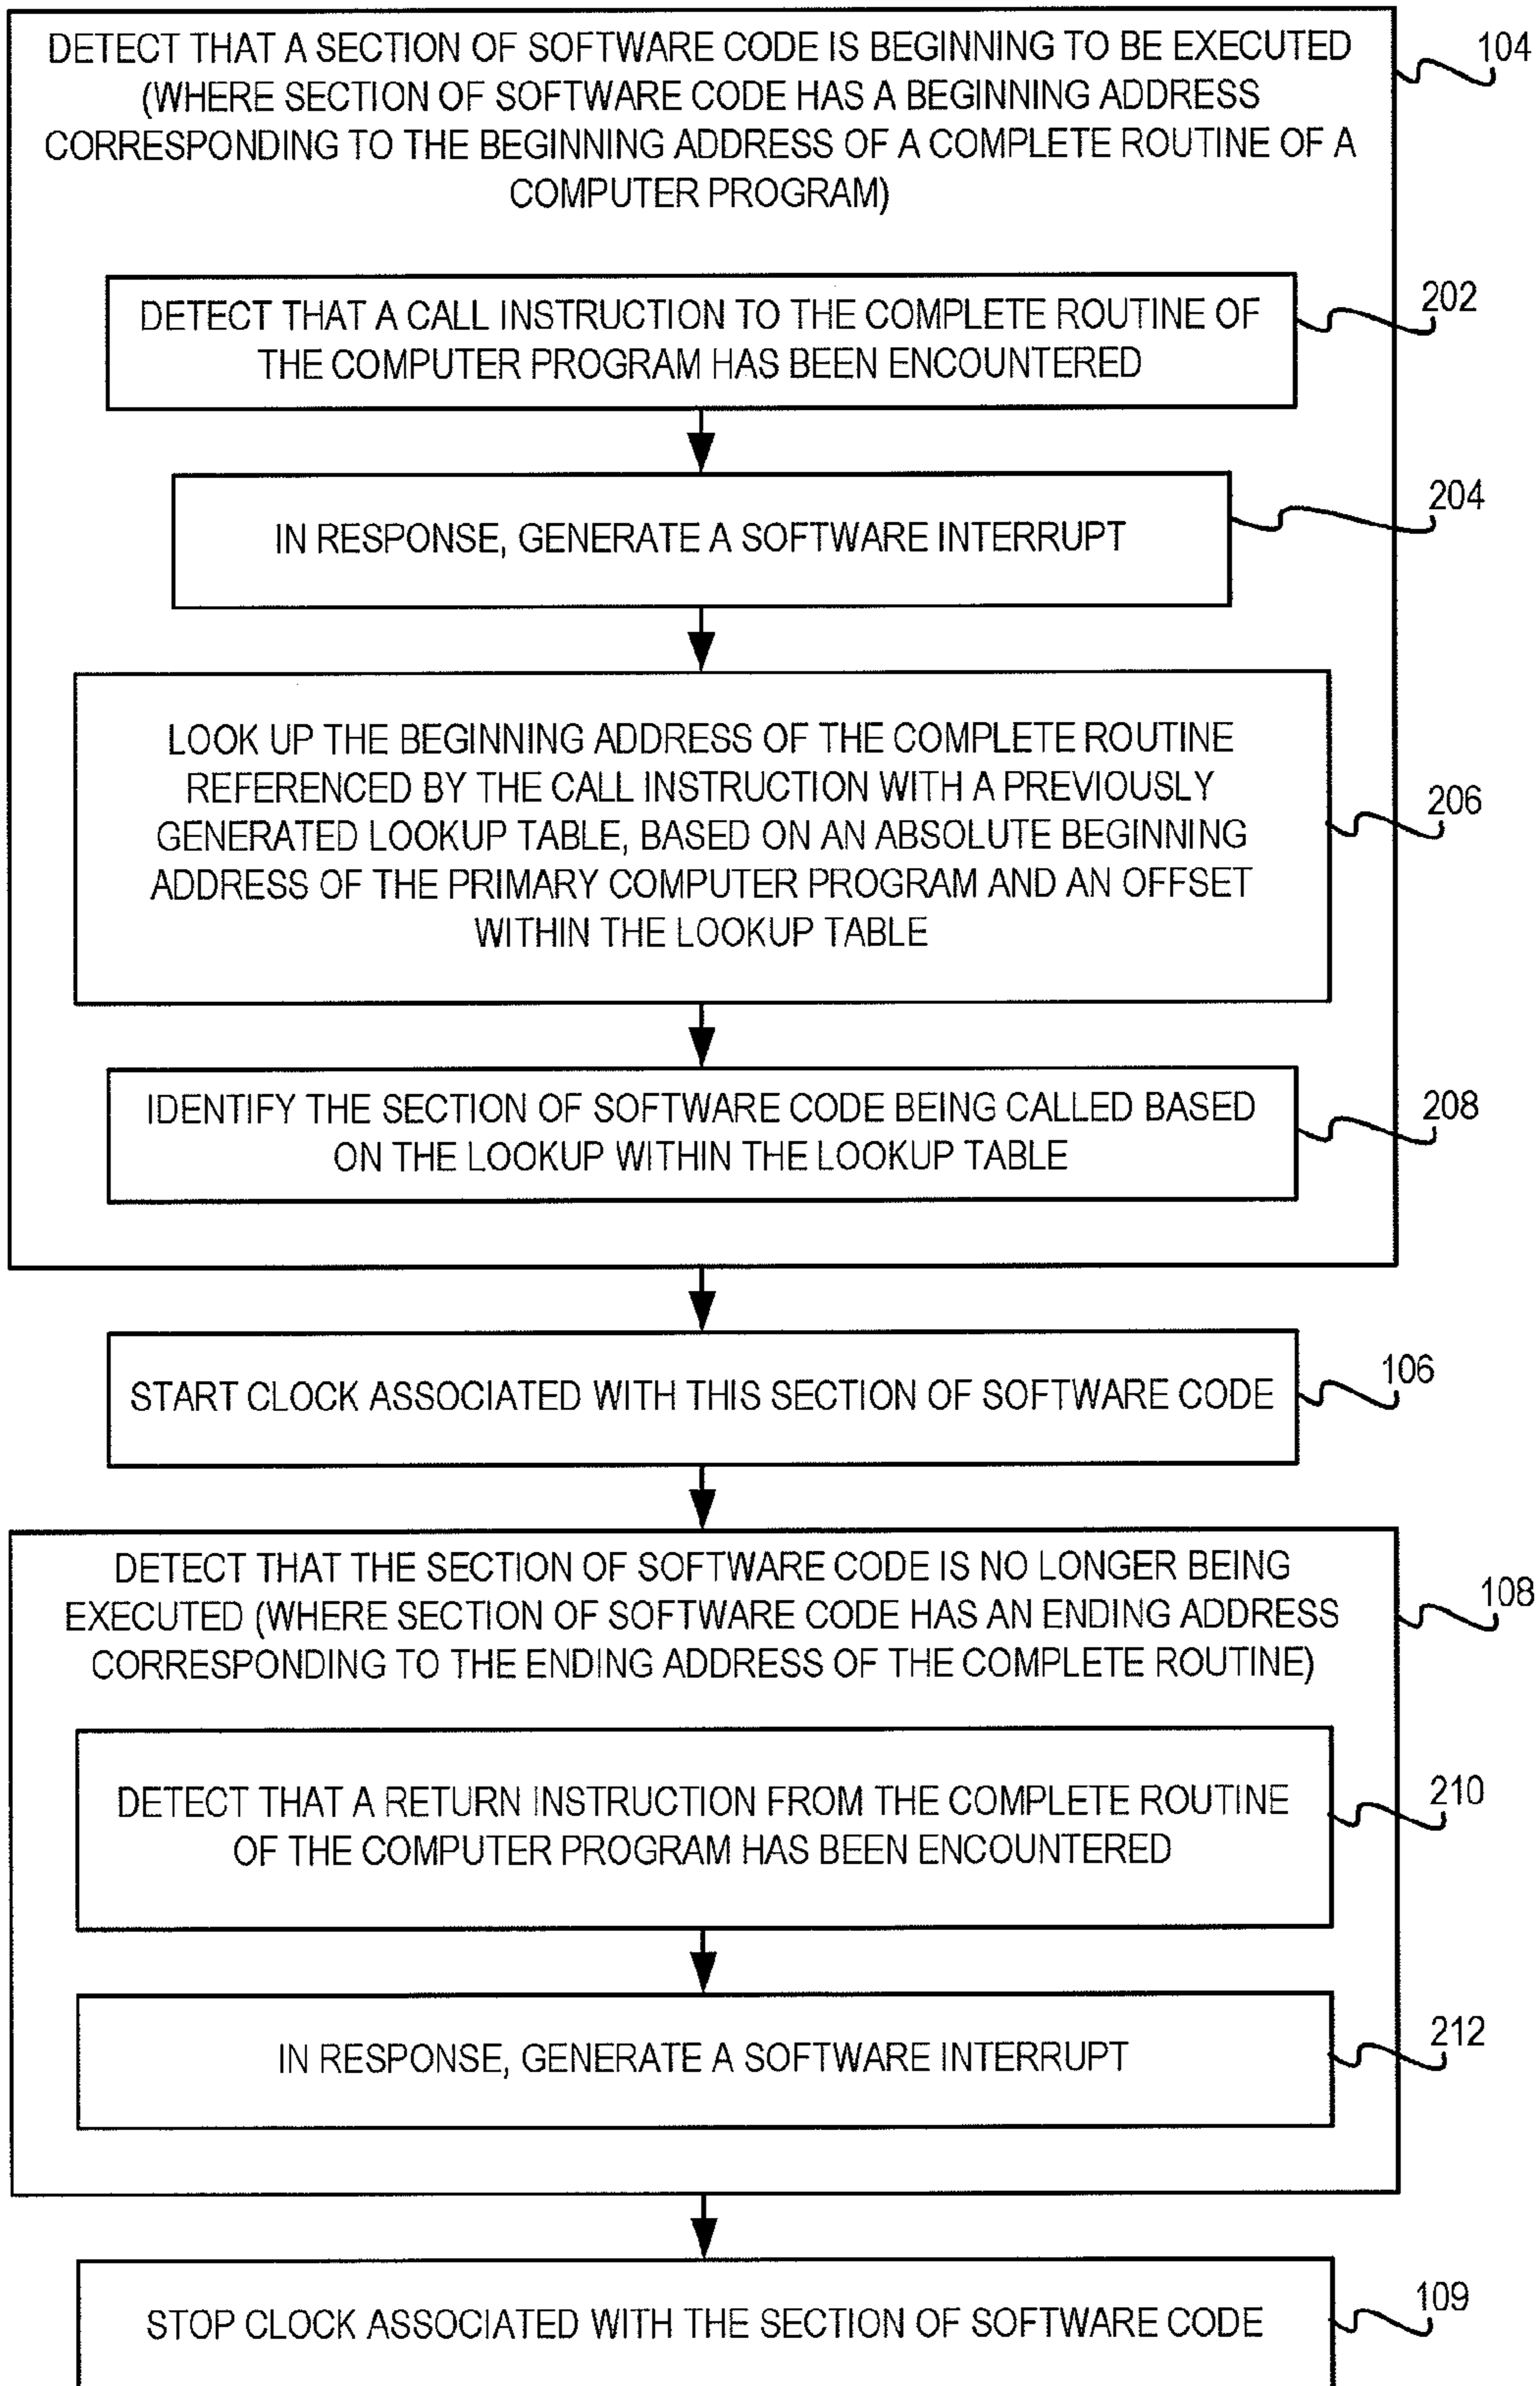 DETECT THAT A SECTION OF SOFTWARE CODE IS BEGINNING TO BE EXECUTED
(WHERE SECTION OF SOFTWARE CODE HAS A BEGINNING ADDRESS
CORRESPONDING TO THE BEGINNING ADDRESS OF A COMPLETE ROUTINE OF A
COMPUTER PROGRAM)
104
DETECT THAT A CALL INSTRUCTION TO THE COMPLETE ROUTINE OF
THE COMPUTER PROGRAM HAS BEEN ENCOUNTERED
202
IN RESPONSE, GENERATE A SOFTWARE INTERRUPT
204
LOOK UP THE BEGINNING ADDRESS OF THE COMPLETE ROUTINE
REFERENCED BY THE CALL INSTRUCTION WITH A PREVIOUSLY
GENERATED LOOKUP TABLE, BASED ON AN ABSOLUTE BEGINNING
ADDRESS OF THE PRIMARY COMPUTER PROGRAM AND AN OFFSET
WITHIN THE LOOKUP TABLE
206
IDENTIFY THE SECTION OF SOFTWARE CODE BEING CALLED BASED
ON THE LOOKUP WITHIN THE LOOKUP TABLE
208
START CLOCK ASSOCIATED WITH THIS SECTION OF SOFTWARE CODE
106
DETECT THAT THE SECTION OF SOFTWARE CODE IS NO LONGER BEING
EXECUTED (WHERE SECTION OF SOFTWARE CODE HAS AN ENDING ADDRESS
CORRESPONDING TO THE ENDING ADDRESS OF THE COMPLETE ROUTINE)
108
DETECT THAT A RETURN INSTRUCTION FROM THE COMPLETE ROUTINE
OF THE COMPUTER PROGRAM HAS BEEN ENCOUNTERED
210
IN RESPONSE, GENERATE A SOFTWARE INTERRUPT
212
STOP CLOCK ASSOCIATED WITH THE SECTION OF SOFTWARE CODE
109